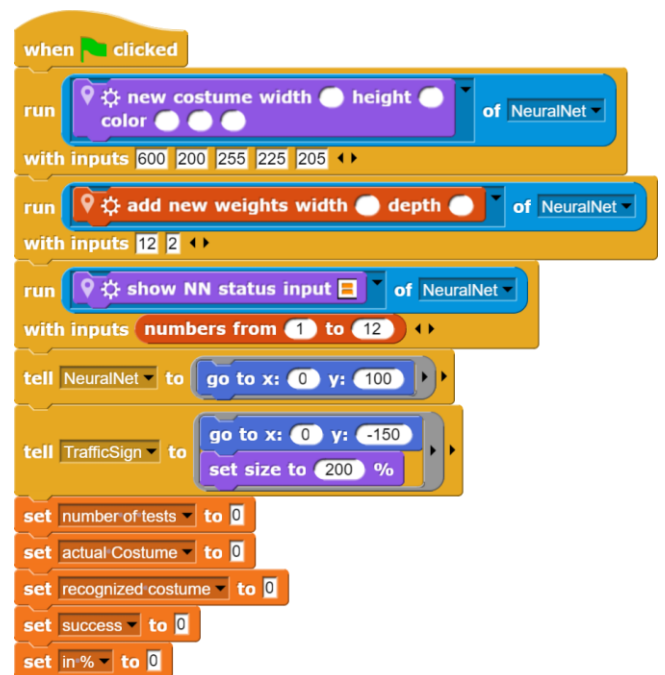 when clicked
new costume width height
run of NeuralNet
color
with inputs 600 200 255 225 205
run add new weights width depth of NeuralNet
with inputs 12 2
run show NN status input of NeuralNet
with inputs numbers from 1 to 12
tell NeuralNet to go to x: 0 y: 100
go to x: 0 y: -150
tell TrafficSign to
set size to 200 %
set number of tests to 0
set actual Costume to 0
set recognized costume to 0
set success to 0
set in % to 0